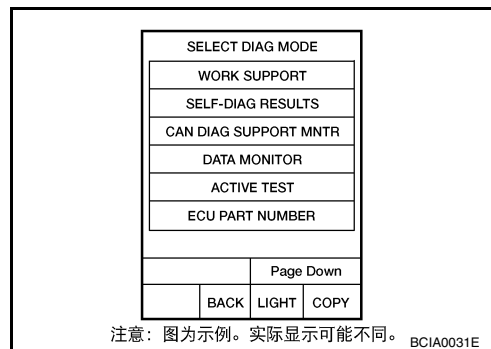 SELECT DIAG MODE
WORK SUPPORT
SELF-DIAG RESULTS
CAN DIAG SUPPORT MNTR
DATA MONITOR
ACTIVE TEST
ECU PART NUMBER
Page Down
BACK LIGHT COPY
注意：图为示例。实际显示可能不同。 BCIA0031E